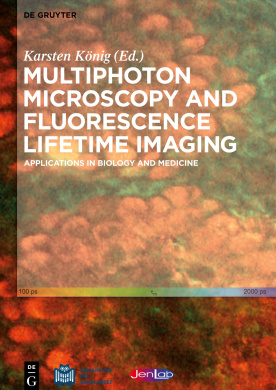 DE GRUYTER
Karsten König (Ed.)
MULTIPHOTON
MICROSCOPY AND
FLUORESCENCE
LIFETIME IMAGING
APPLICATIONS IN BIOLOGY AND MEDICINE
100 ps
2000 ps
DE
G
JenLab